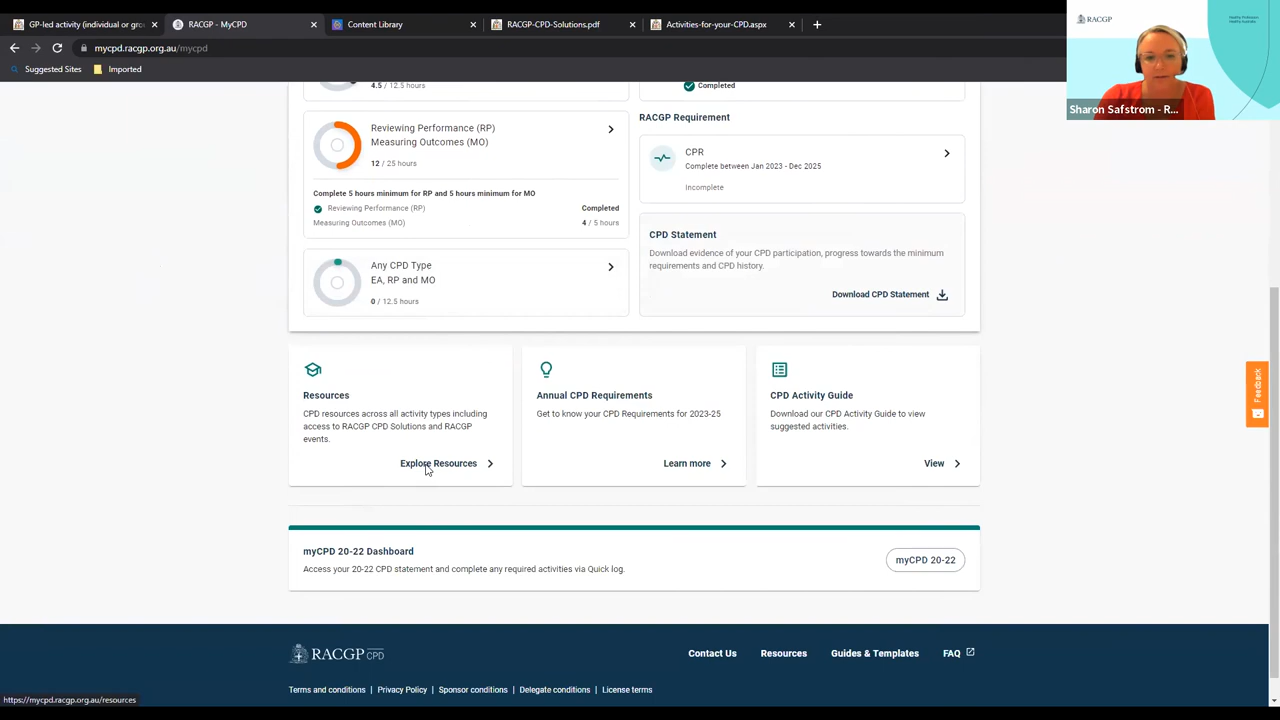 GP-led activity (individual or gro
RACGP - MyCPD
Content Library
RACGP-CPD-Solutions.pdf
Activities-for-your-CPD.aspx
mycpd.racgp.org.au/mycpd
Suggested Sites
Imported
RACGP
Healthy Profession.
Healthy Australia.
Sharon Safstrom - R...
4.5 / 12.5 hours
Completed
Reviewing Performance (RP)
Measuring Outcomes (MO)
12 / 25 hours
Complete 5 hours minimum for RP and 5 hours minimum for MO
Reviewing Performance (RP) Completed
Measuring Outcomes (MO) 4 / 5 hours
Any CPD Type
EA, RP and MO
0 / 12.5 hours
RACGP Requirement
CPR
Complete between Jan 2023 - Dec 2025
Incomplete
CPD Statement
Download evidence of your CPD participation, progress towards the minimum
requirements and CPD history.
Download CPD Statement
Resources
CPD resources across all activity types including
access to RACGP CPD Solutions and RACGP
events.
Explore Resources
Annual CPD Requirements
Get to know your CPD Requirements for 2023-25
Learn more
CPD Activity Guide
Download our CPD Activity Guide to view
suggested activities.
View
Feedback
myCPD 20-22 Dashboard
Access your 20-22 CPD statement and complete any required activities via Quick log.
myCPD 20-22
RACGP CPD
Contact Us
Resources
Guides & Templates
FAQ
Terms and conditions | Privacy Policy | Sponsor conditions | Delegate conditions | License terms
https://mycpd.racgp.org.au/resources